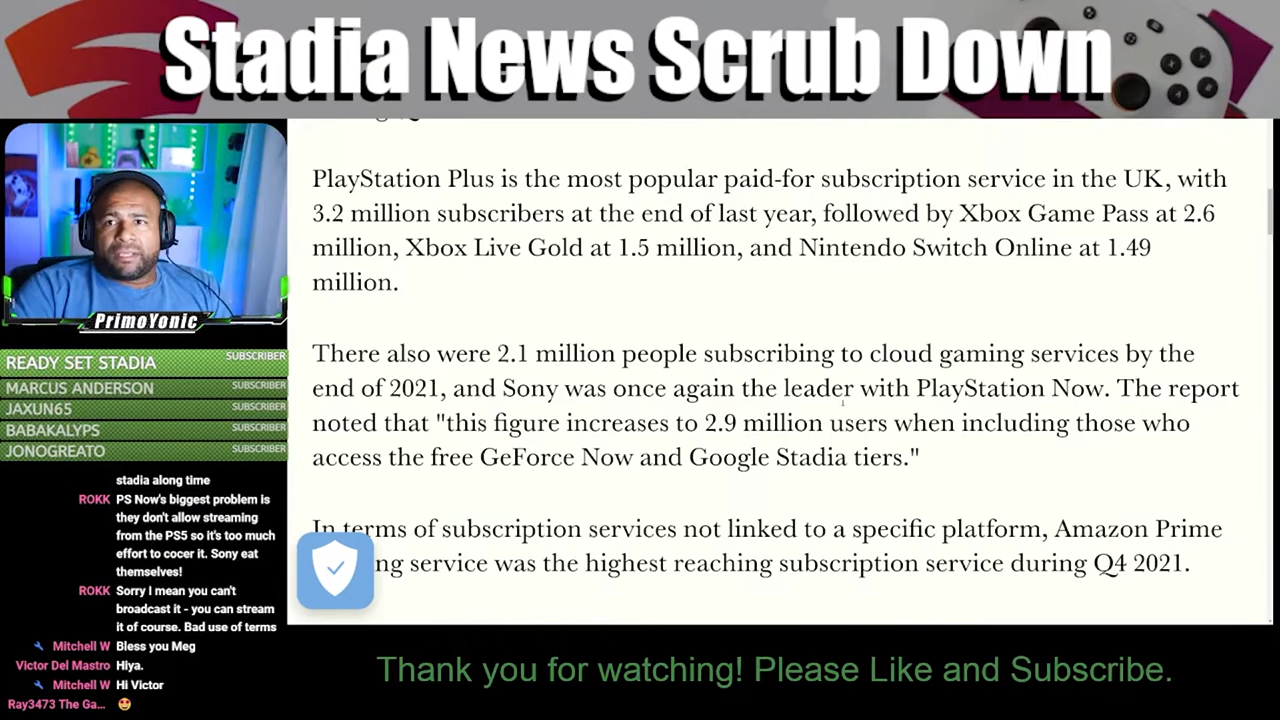 Stadia News Scrub Down
PlayStation Plus is the most popular paid-for subscription service in the UK, with
3.2 million subscribers at the end of last year, followed by Xbox Game Pass at 2.6
million, Xbox Live Gold at 1.5 million, and Nintendo Switch Online at 1.49
million.
There also were 2.1 million people subscribing to cloud gaming services by the
end of 2021, and Sony was once again the leader with PlayStation Now. The report
noted that "this figure increases to 2.9 million users when including those who
access the free GeForce Now and Google Stadia tiers."
In terms of subscription services not linked to a specific platform, Amazon Prime
ng service was the highest reaching subscription service during Q4 2021.
PrimoYonic
READY SET STADIA SUBSCRIBER
MARCUS ANDERSON SUBSCRIBER
JAXUN65 SUBSCRIBER
BABAKALYPS SUBSCRIBER
JONOGREATO SUBSCRIBER
stadia along time
ROKK PS Now's biggest problem is
they don't allow streaming
from the PS5 so it's too much
effort to cocer it. Sony eat
themselves!
ROKK Sorry I mean you can't
broadcast it - you can stream
it of course. Bad use of terms
Mitchell W Bless you Meg
Victor Del Mastro Hiya.
Mitchell W Hi Victor
Ray3473 The Ga... 🤩
Thank you for watching! Please Like and Subscribe.